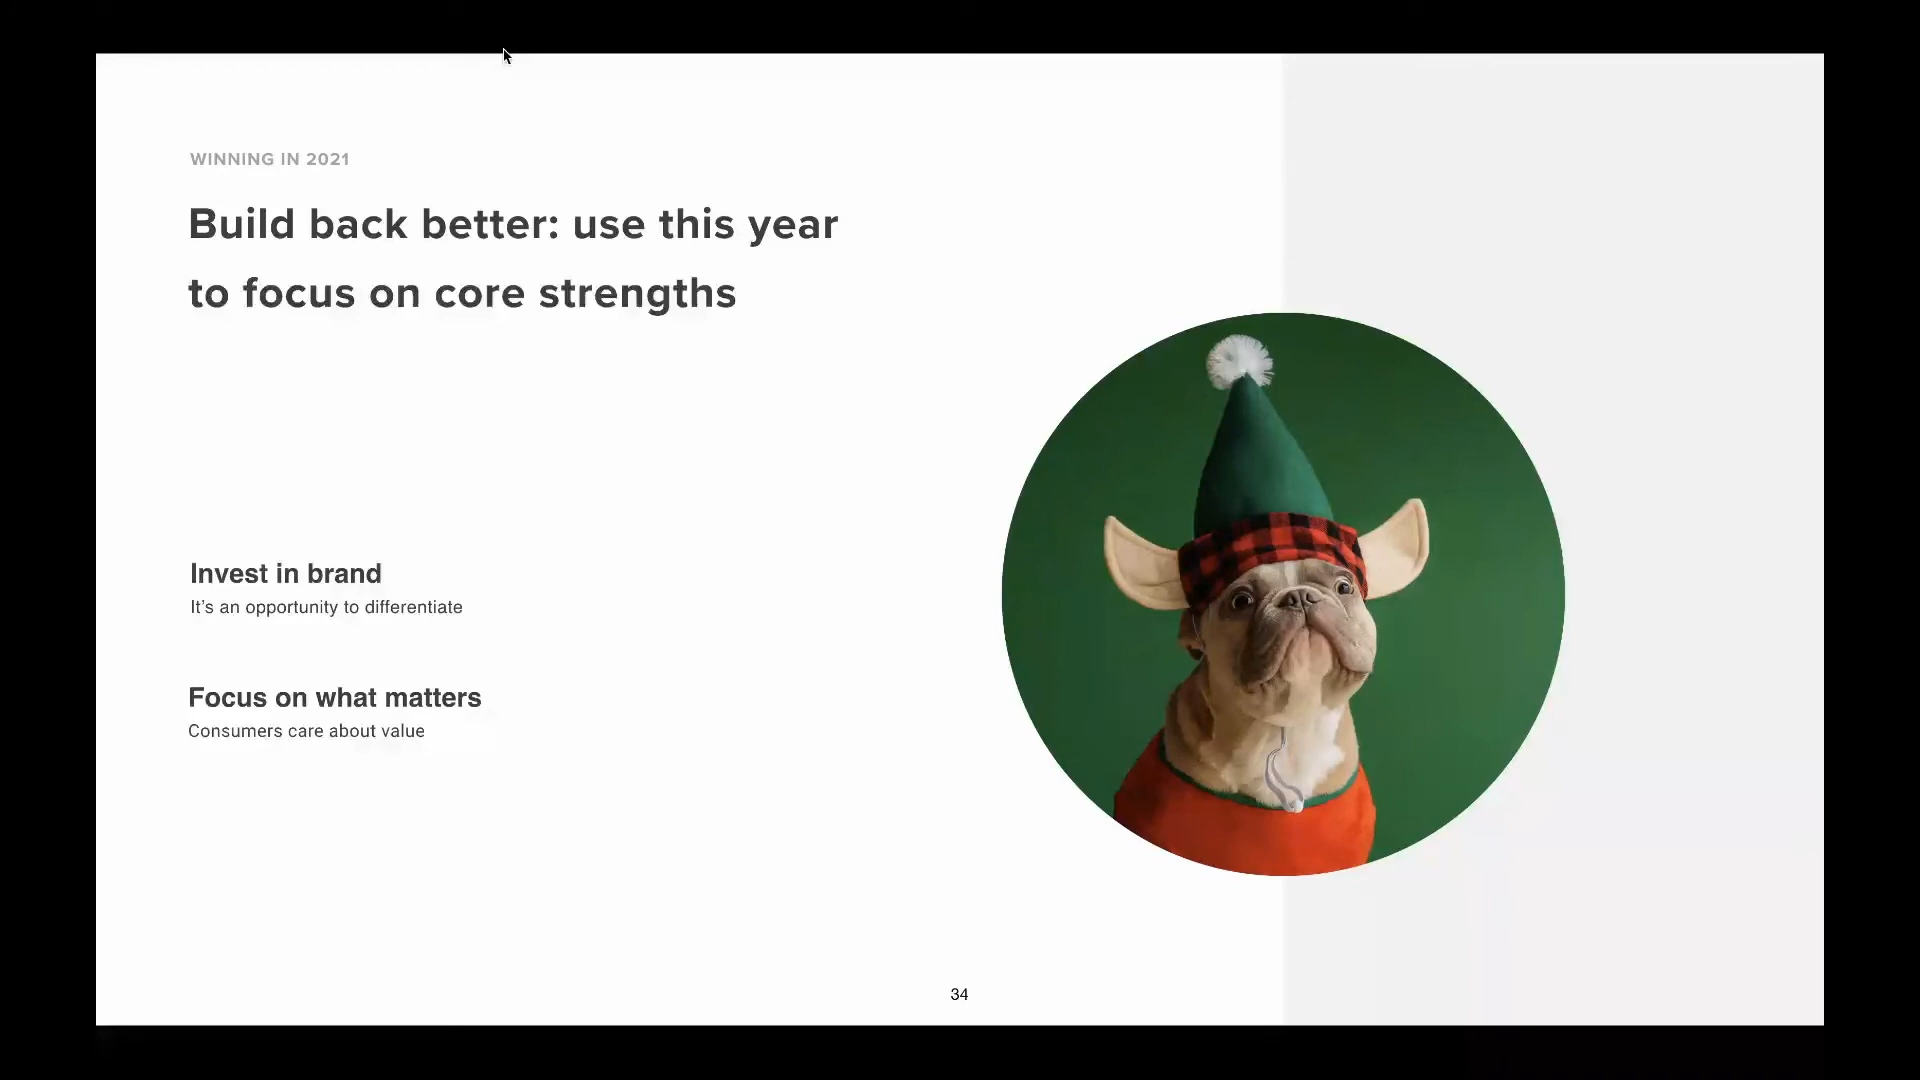 WINNING IN 2021
Build back better: use this year
to focus on core strengths
Invest in brand
It’s an opportunity to differentiate
Focus on what matters
Consumers care about value
34